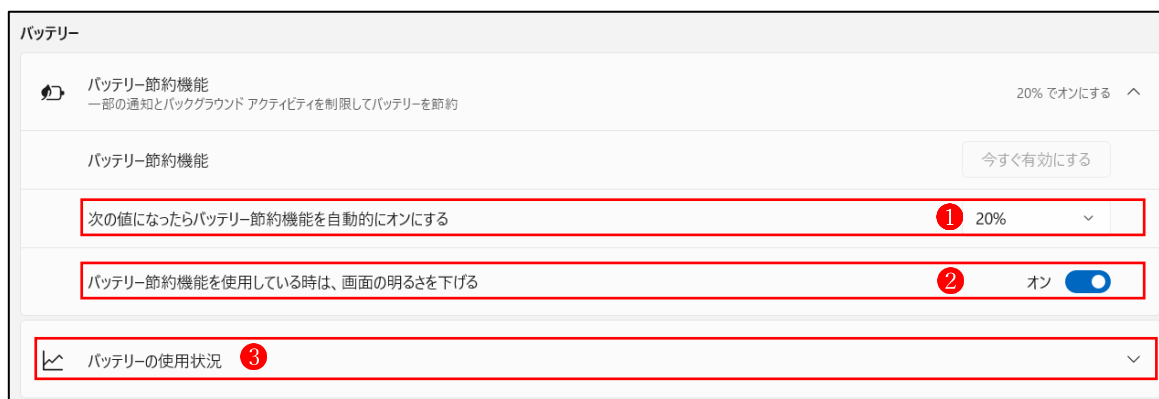 バッテリー
バッテリー節約機能
一部の通知とバックグラウンド アクティビティを制限してバッテリーを節約
20% でオンにする
バッテリー節約機能
今すぐ有効にする
次の値になったらバッテリー節約機能を自動的にオンにする
1
20%
バッテリー節約機能を使用している時は、画面の明るさを下げる
2
オン
バッテリーの使用状況
3